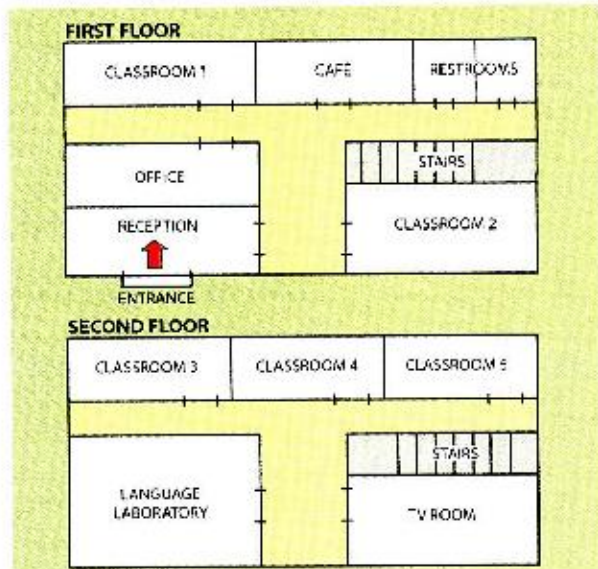 FIRST FLOOR
CLASSROOM 1 CAFE RESTROOMS
STAIRS
OFFICE
RECEPTION CLASSROOM 2
ENTRANCE
SECOND FLOOR
CLASSROOM 3 CLASSROOM 4 CLASSROOM 5
STAIRS
LANGUAGE
LABORATORY TV ROOM